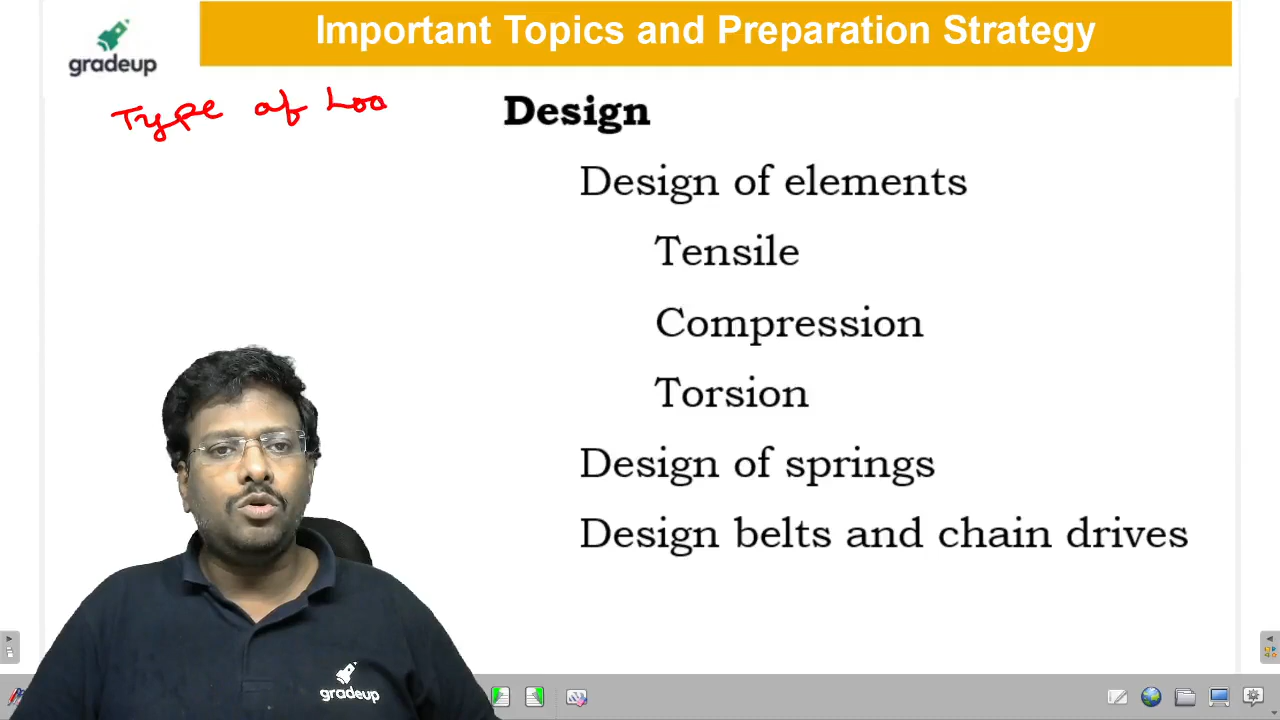 Important Topics and Preparation Strategy
gradeup
Type of Loa
Design
Design of elements
Tensile
Compression
Torsion
Design of springs
Design belts and chain drives
gradeup